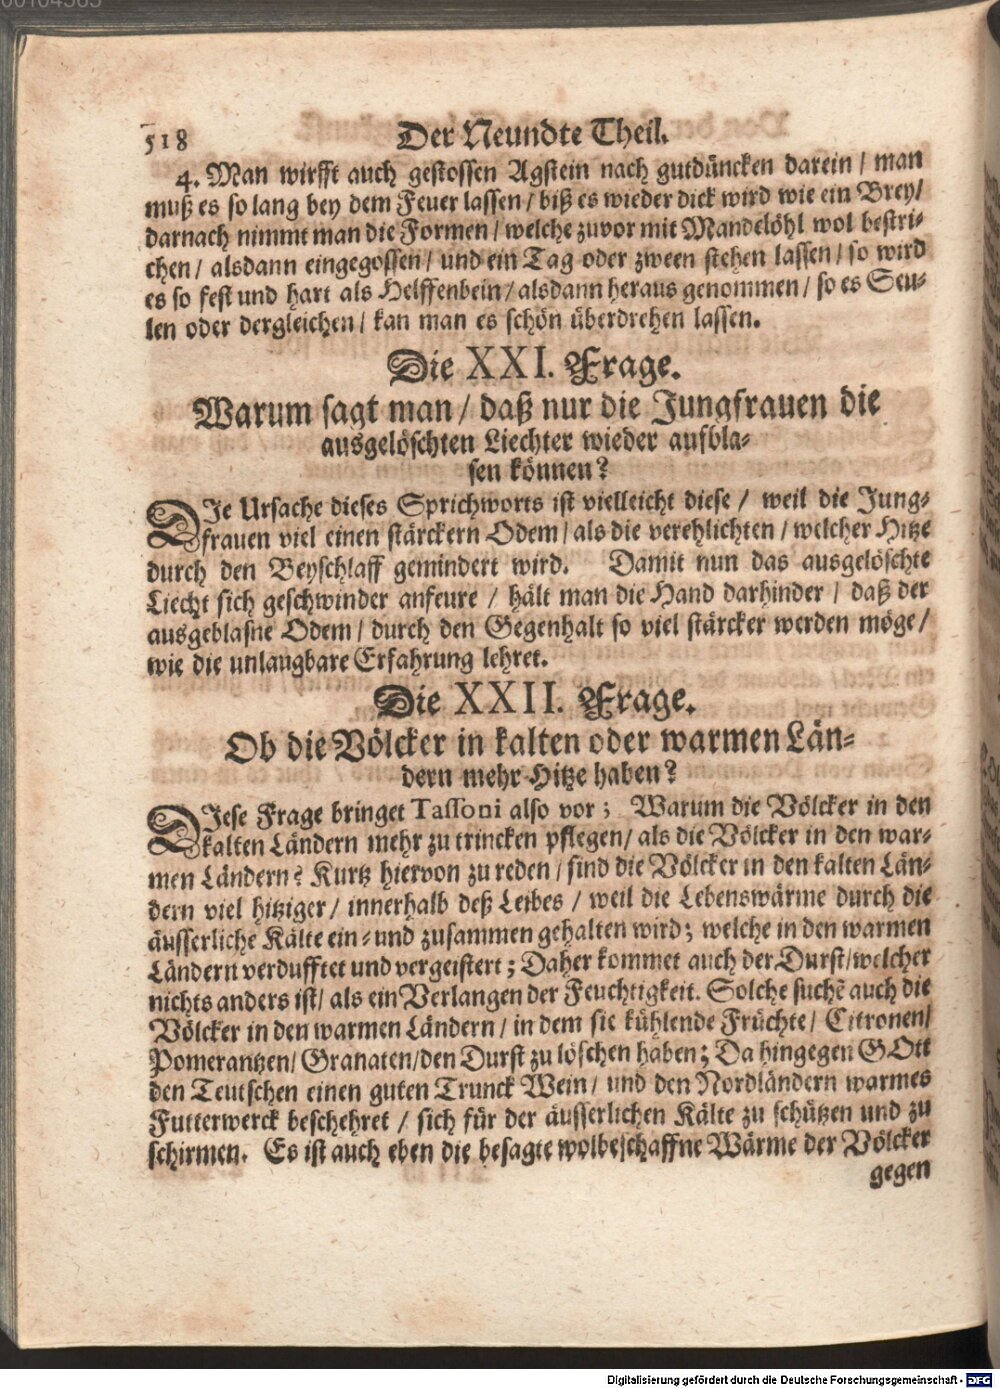 00104365
518 Der Neundte Theil.
4. Man wirfft auch gestossen Agstein nach gutdüncken darein / man
muß es so lang bey dem Feuer lassen / biß es wieder dick wird wie ein Brey /
darnach nimmt man die Formen / welche zuvor mit Mandelöhl wol bestri-
chen / alsdann eingegossen / und ein Tag oder zween stehen lassen / so wird
es so fest und hart als Helffenbein / alsdann heraus genommen / so es Seu-
len oder dergleichen / kan man es schön überdrehen lassen.
Die XXI. Frage.
Warum sagt man / daß nur die Jungfrauen die
ausgelöschten Liechter wieder aufbla-
sen können?
DIe Ursache dieses Sprichworts ist vielleicht diese / weil die Jung-
frauen viel einen stärckern Odem / als die verehlichten / welcher Hitze
durch den Beyschlaff gemindert wird. Damit nun das ausgelöschte
Liecht sich geschwinder anfeure / hält man die Hand darhinder / daß der
ausgeblasne Odem / durch den Gegenhalt so viel stärcker werden möge /
wie die unlangbare Erfahrung lehret.
Die XXII. Frage.
Ob die Völcker in kalten oder warmen Län-
dern mehr Hitze haben?
DIese Frage bringet Tassoni also vor; Warum die Völcker in den
kalten Ländern mehr zu trincken pflegen / als die Völcker in den war-
men Ländern? Kurtz hiervon zu reden / sind die Völcker in den kalten Län-
dern viel hitziger / innerhalb deß Leibes / weil die Lebenswärme durch die
äusserliche Kälte ein- und zusammen gehalten wird; welche in den warmen
Ländern verdufftet und vergeistert; Daher kommet auch der Durst / welcher
nichts anders ist / als ein Verlangen der Feuchtigkeit. Solche suchẽ auch die
Völcker in den warmen Ländern / in dem sie kühlende Früchte / Citronen /
Pomerantzen / Granaten / den Durst zu löschen haben; Da hingegen GOtt
den Teutschen einen guten Trunck Wein / und den Nordländern warmes
Futterwerck beschehret / sich für der äusserlichen Kälte zu schützen und zu
schirmen. Es ist auch eben die besagte wolbeschaffne Wärme der Völcker
gegen
Digitalisierung gefördert durch die Deutsche Forschungsgemeinschaft - DFG